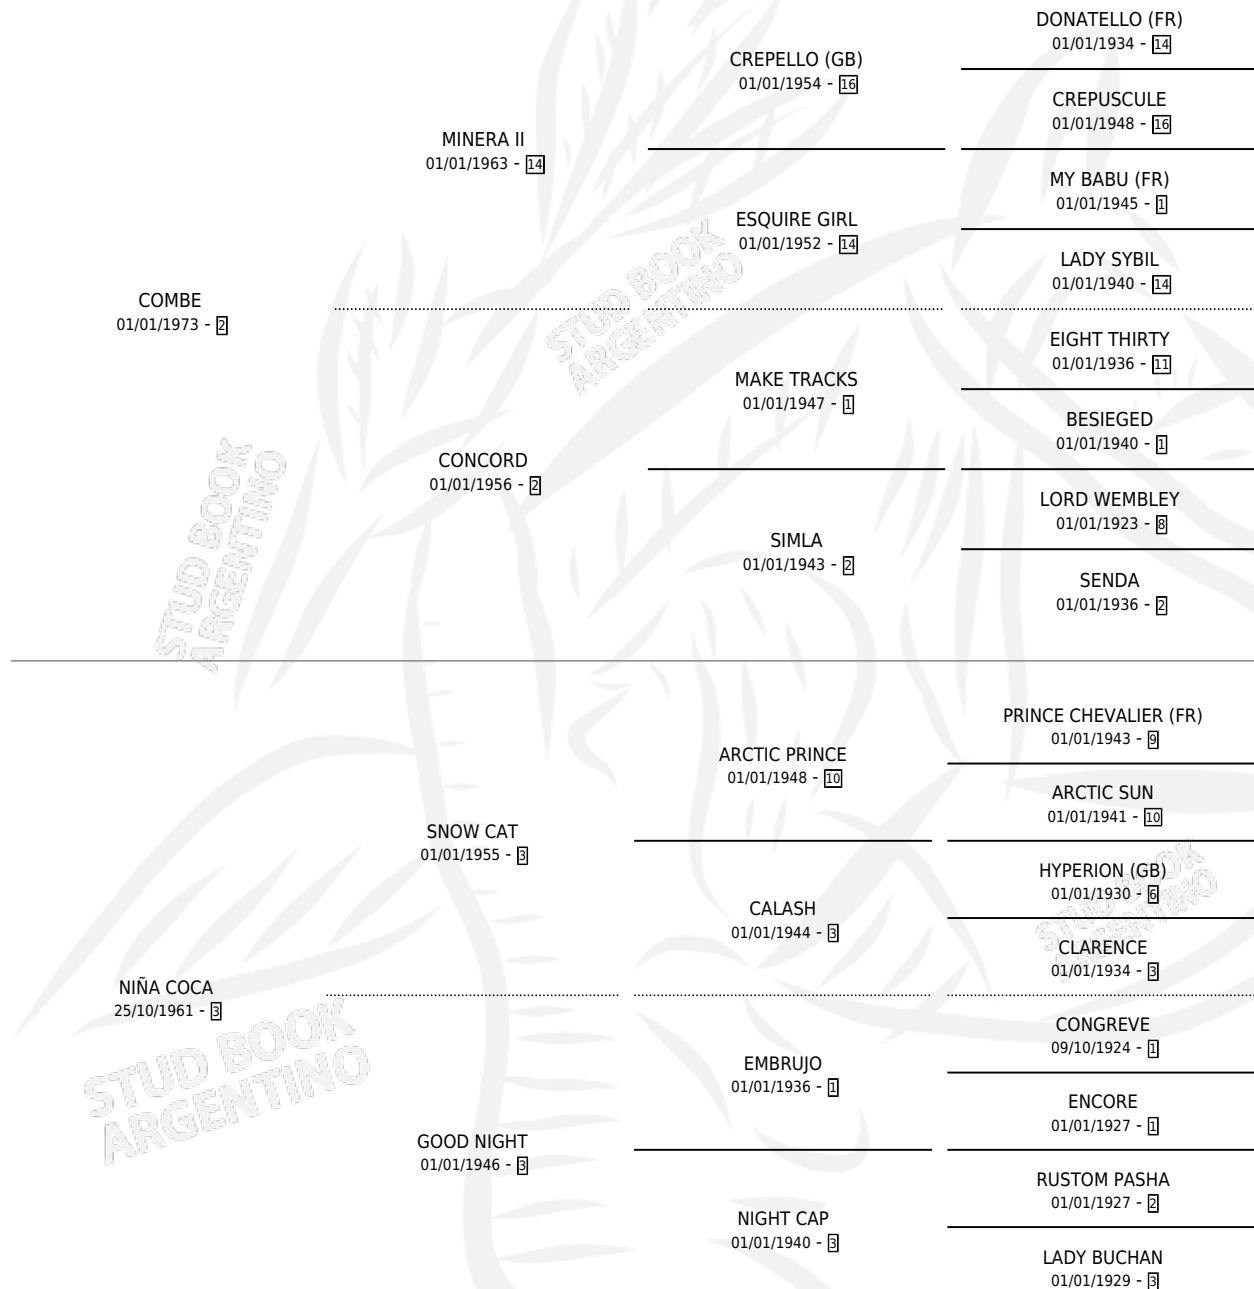 COMBE
01/01/1973 - 2
MINERA II
01/01/1963 - 14
CONCORD
01/01/1956 - 2
CREPELLO (GB)
01/01/1954 - 16
ESQUIRE GIRL
01/01/1952 - 14
MAKE TRACKS
01/01/1947 - 1
SIMLA
01/01/1943 - 2
DONATELLO (FR)
01/01/1934 - 14
CREPUSCULE
01/01/1948 - 16
MY BABU (FR)
01/01/1945 - 1
LADY SYBIL
01/01/1940 - 14
EIGHT THIRTY
01/01/1936 - 11
BESIEGED
01/01/1940 - 1
LORD WEMBLEY
01/01/1923 - 8
SENDA
01/01/1936 - 2
NIÑA COCA
25/10/1961 - 3
SNOW CAT
01/01/1955 - 3
GOOD NIGHT
01/01/1946 - 3
ARCTIC PRINCE
01/01/1948 - 10
CALASH
01/01/1944 - 3
EMBRUJO
01/01/1936 - 1
NIGHT CAP
01/01/1940 - 3
PRINCE CHEVALIER (FR)
01/01/1943 - 9
ARCTIC SUN
01/01/1941 - 10
HYPERION (GB)
01/01/1930 - 6
CLARENCE
01/01/1934 - 3
CONGREVE
09/10/1924 - 1
ENCORE
01/01/1927 - 1
RUSTOM PASHA
01/01/1927 - 2
LADY BUCHAN
01/01/1929 - 3
STUD BOOK
ARGENTINO
STUD BOOK
ARGENTINO
STUD BOOK
ARGENTINO
STUD BOOK
ARGENTINO